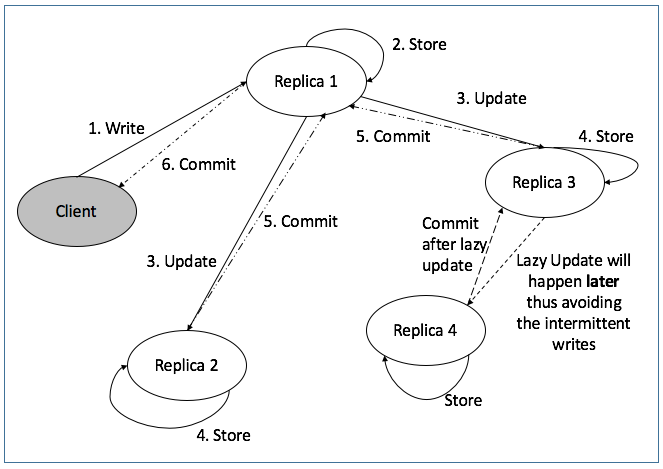 2. Store
Replica 1
3. Update
1. Write
5. Commit
4. Store
6. Commit
Replica 3
Client
5. Commit
Commit
after lazy
update
3. Update
Lazy Update will
happen later
thus avoiding
the intermittent
writes
Replica 4
Replica 2
Store
4. Store